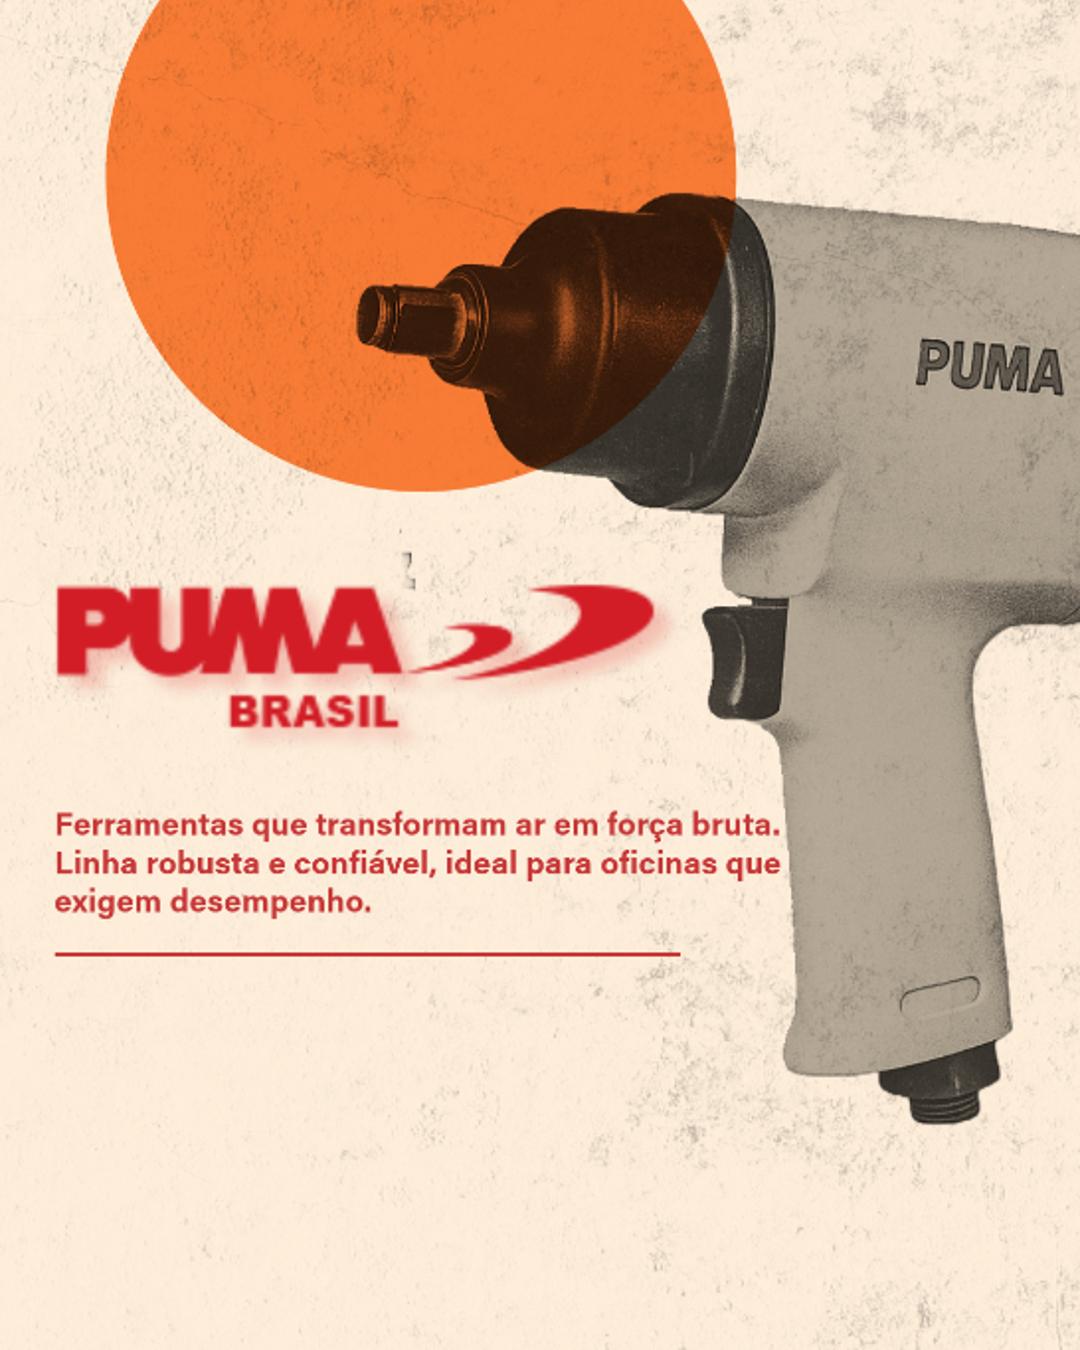 PUMA
PUMA
BRASIL
Ferramentas que transformam ar em força bruta.
Linha robusta e confiável, ideal para oficinas que
exigem desempenho.